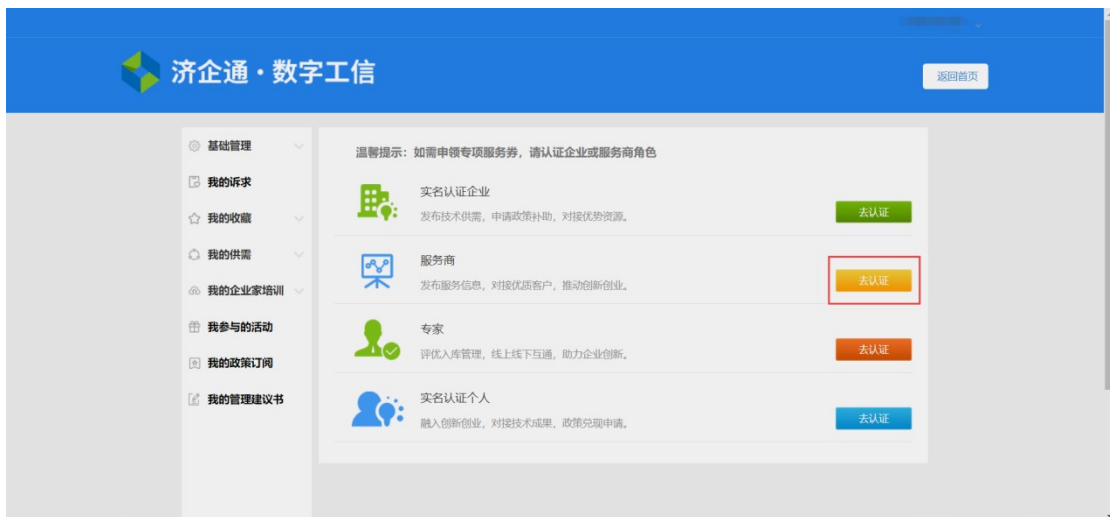 济企通·数字工信
返回首页
基础管理
我的诉求
我的收藏
我的供需
我的企业家培训
我参与的活动
我的政策订阅
我的管理建议书
温馨提示：如需申领专项服务券，请认证企业或服务商角色
实名认证企业
发布技术供需，申请政策补助，对接优势资源。
去认证
服务商
发布服务信息，对接优质客户，推动创新创业。
去认证
专家
评优入库管理，线上线下互通，助力企业创新。
去认证
实名认证个人
融入创新创业，对接技术成果，政策兑现申请。
去认证